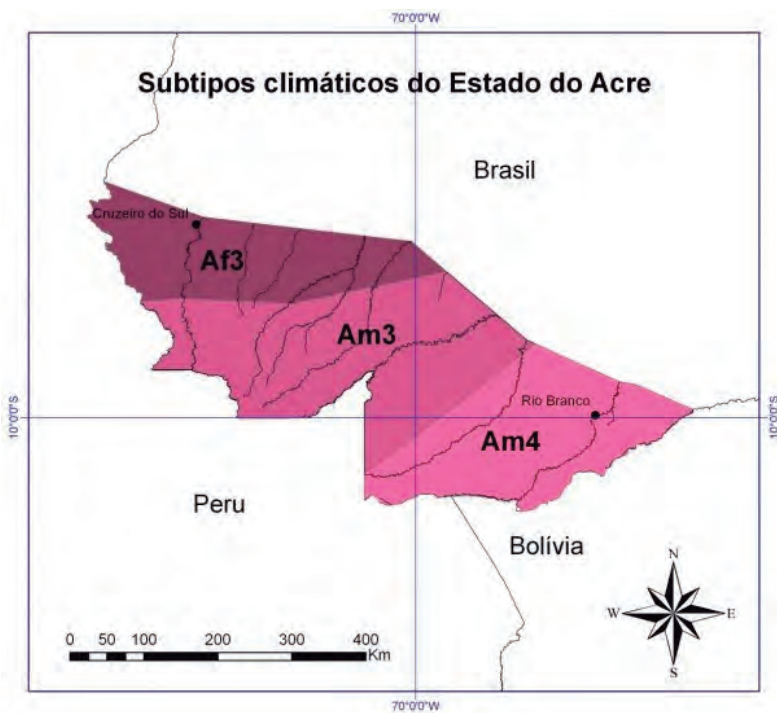 70°0'0"W
Subtipos climáticos do Estado do Acre
Brasil
Cruzeiro do Sul
Af3
Am3
10°0'0"S
Rio Branco
10°0'0"S
Am4
Peru
Bolívia
N
W
E
S
0 50 100 200 300 400
Km
70°0'0"W